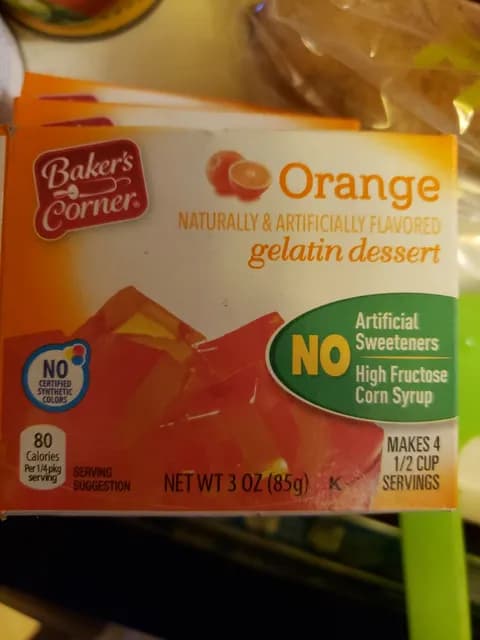 Baker's
Corner®
Orange
NATURALLY & ARTIFICIALLY FLAVORED
gelatin dessert
NO
Artificial
Sweeteners
High Fructose
Corn Syrup
NO
CERTIFIED
SYNTHETIC
COLORS
80
Calories
Per 1/4 pkg
serving
SERVING
SUGGESTION
NET WT 3 OZ (85g)
K
MAKES 4
1/2 CUP
SERVINGS